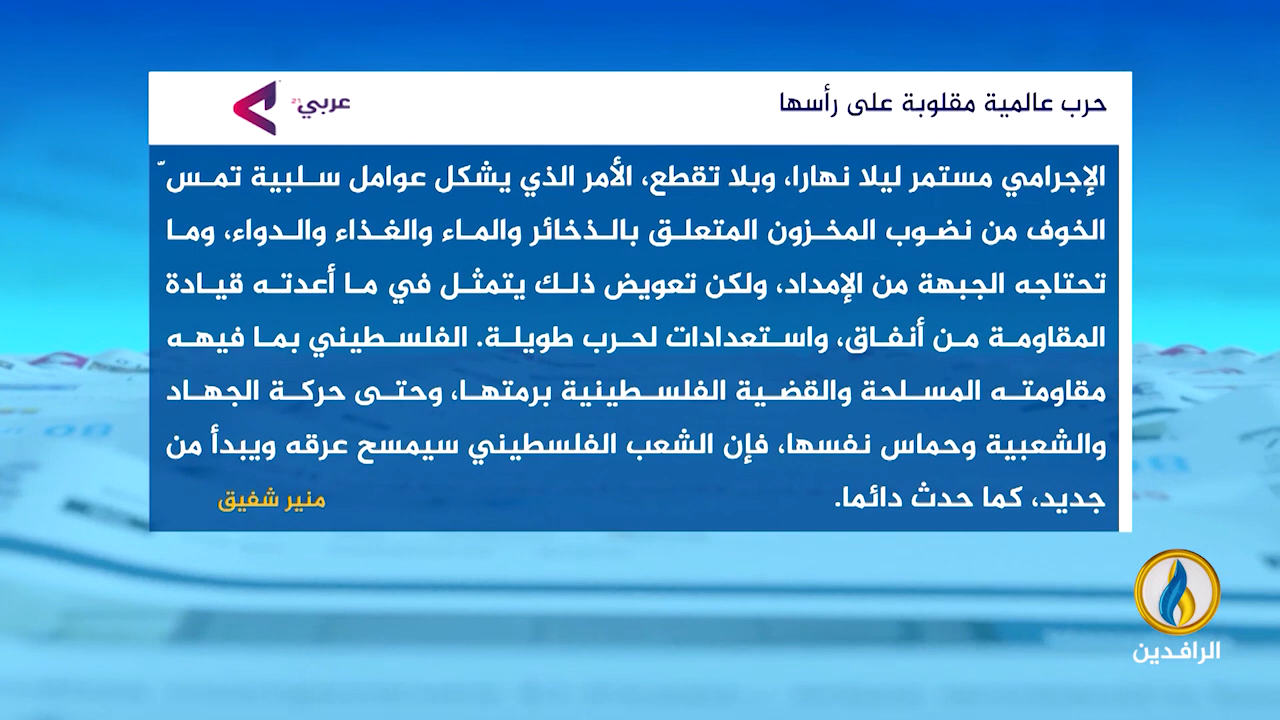 حرب عالمية مقلوبة على رأسها
عربي21
الإجرامي مستمر ليلا نهارا، وبلا تقطع، الأمر الذي يشكل عوامل سلبية تمسّ
الخوف من نضوب المخزون المتعلق بالذخائر والماء والغذاء والدواء، وما
تحتاجه الجبهة من الإمداد، ولكن تعويض ذلك يتمثل في ما أعدته قيادة
المقاومة من أنفاق، واستعدادات لحرب طويلة. الفلسطيني بما فيهه
مقاومته المسلحة والقضية الفلسطينية برمتها، وحتى حركة الجهاد
والشعبية وحماس نفسها، فإن الشعب الفلسطيني سيمسح عرقه ويبدأ من
جديد، كما حدث دائما.
منير شفيق
الرافدين